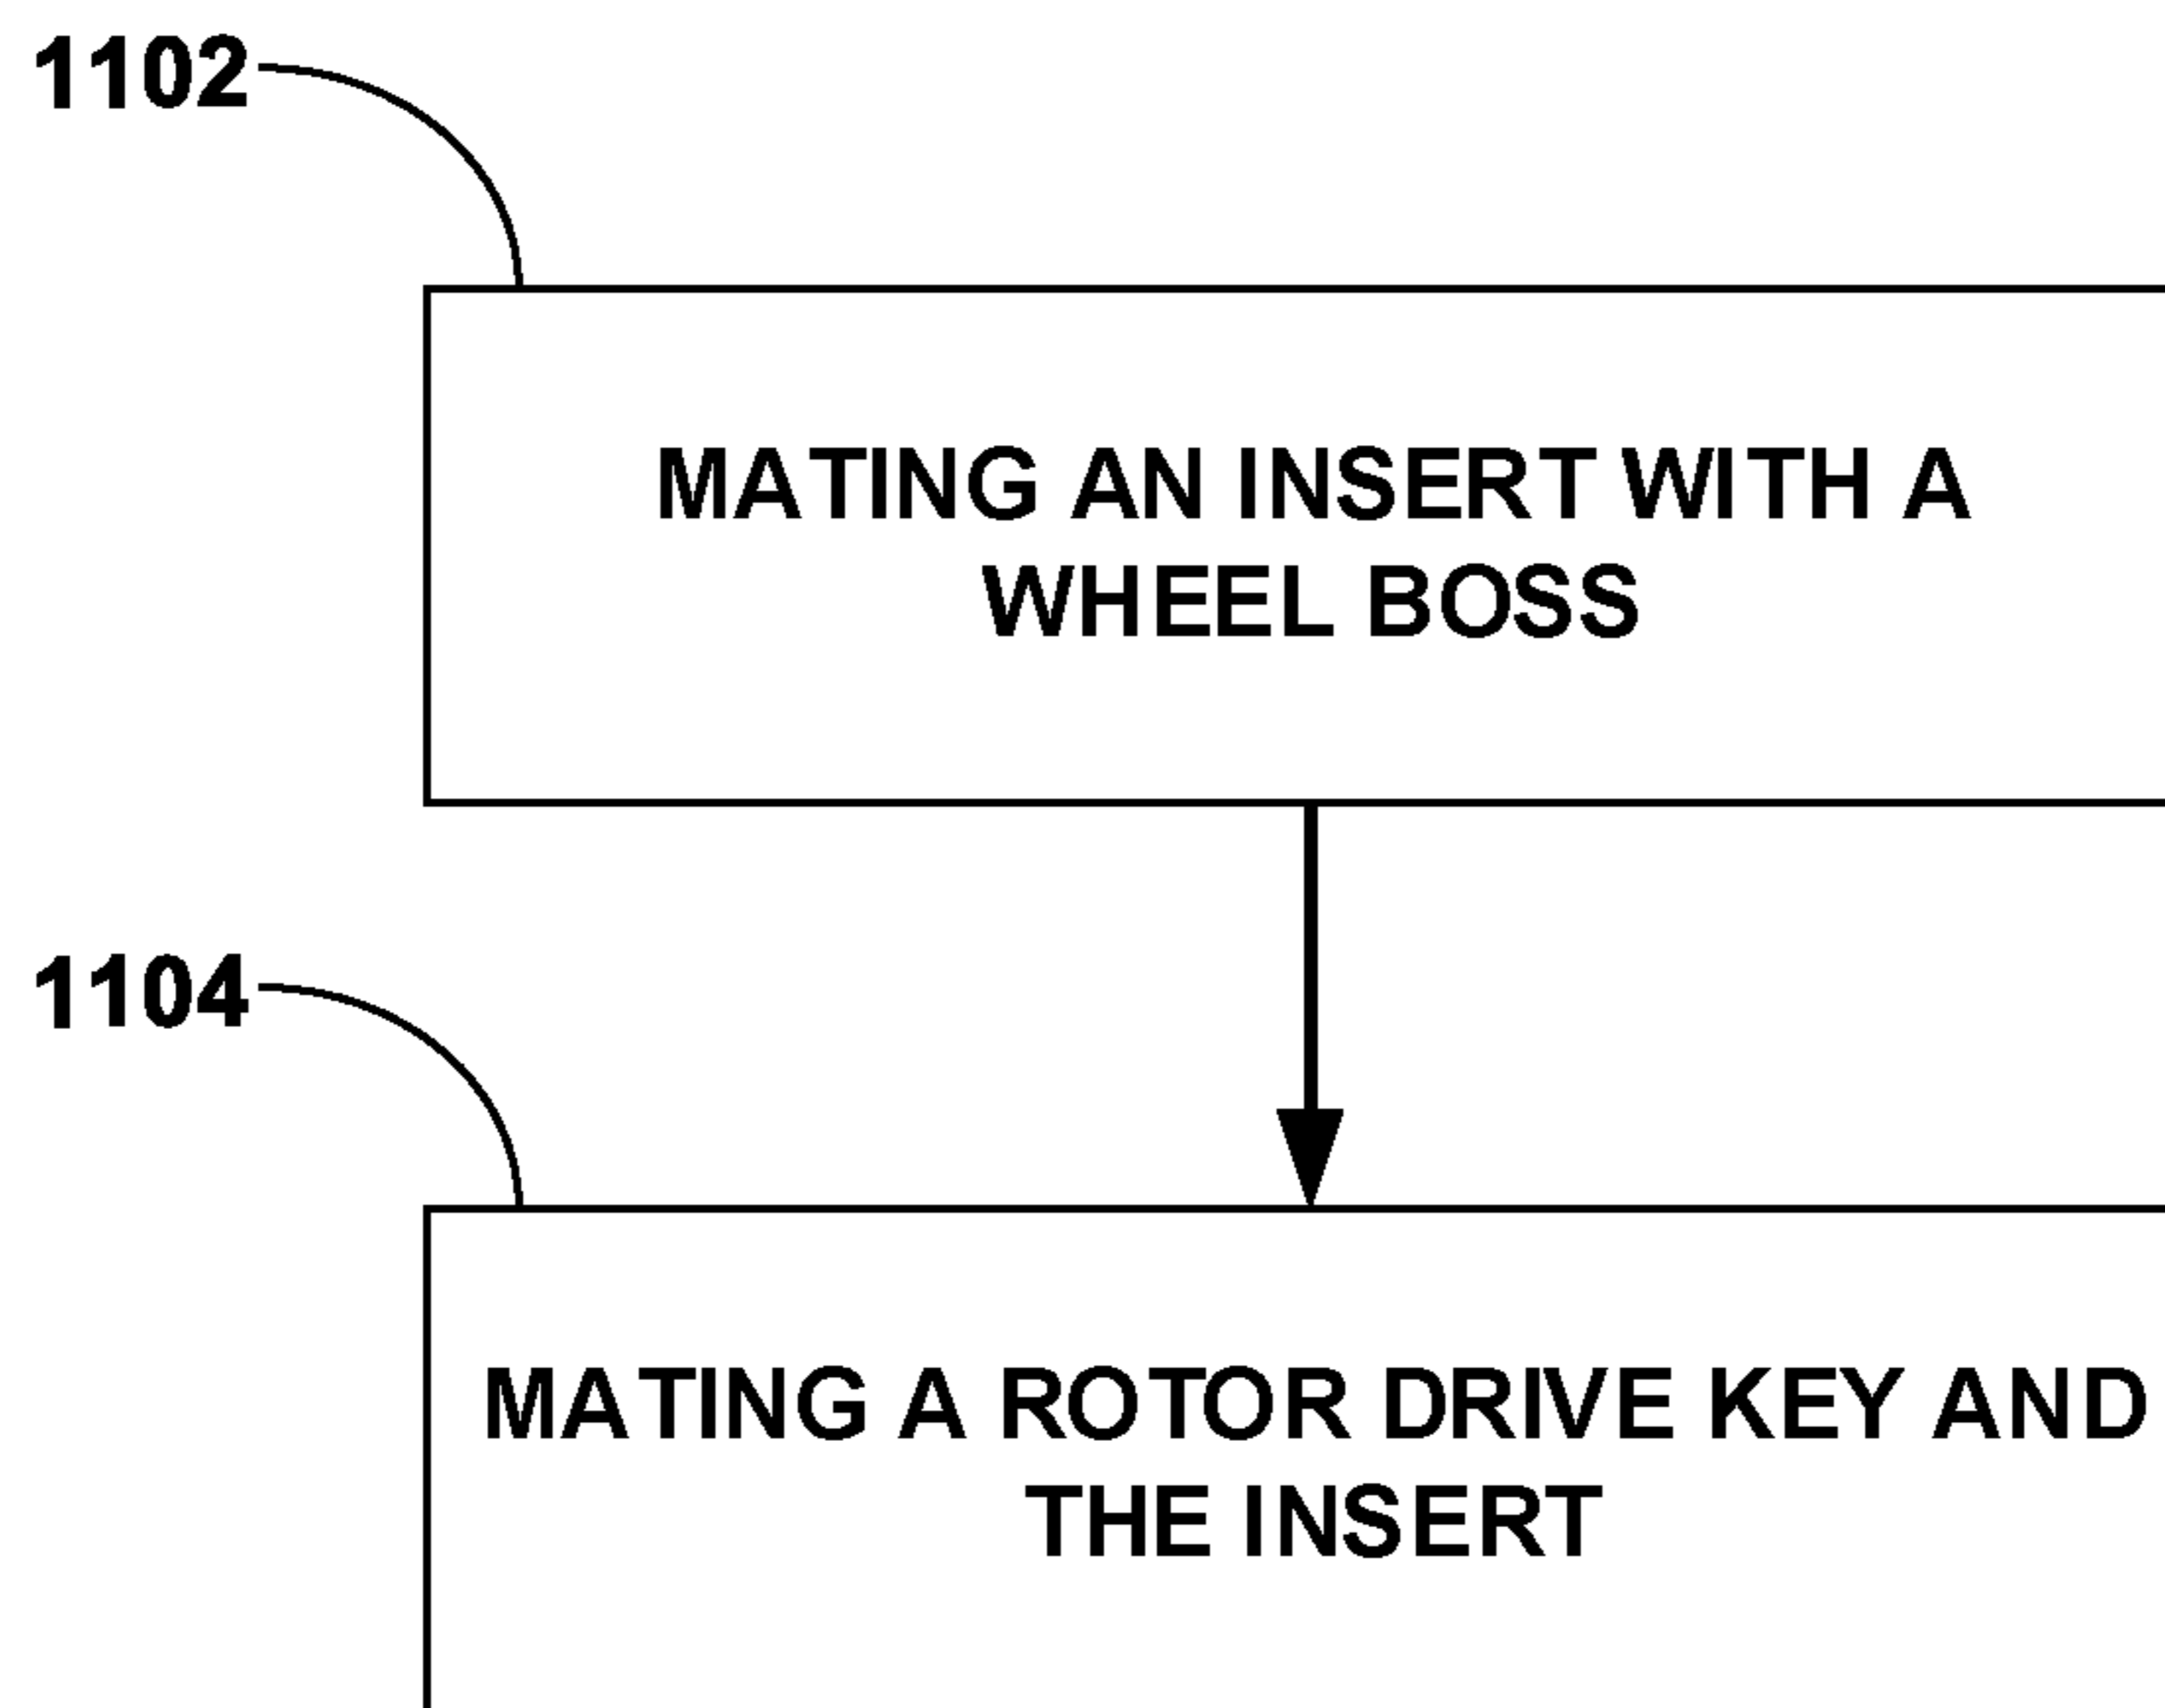 1102
MATING AN INSERT WITH A
WHEEL BOSS
1104
MATING A ROTOR DRIVE KEY AND
THE INSERT